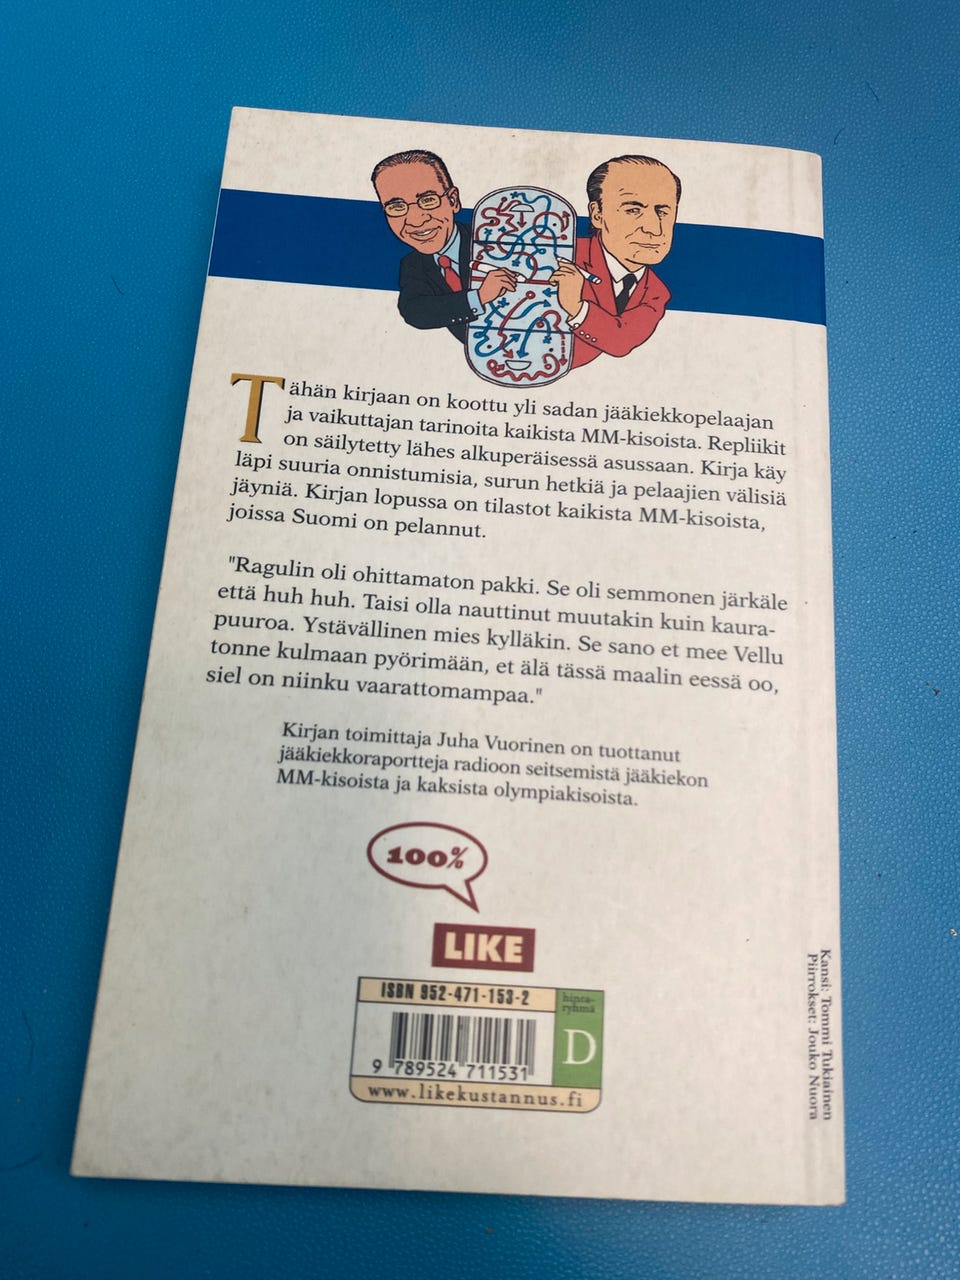 Tähän kirjaan on koottu yli sadan jääkiekkopelaajan
ja vaikuttajan tarinoita kaikista MM-kisoista. Repliikit
on säilytetty lähes alkuperäisessä asussaan. Kirja käy
läpi suuria onnistumisia, surun hetkiä ja pelaajien välisiä
jäyniä. Kirjan lopussa on tilastot kaikista MM-kisoista,
joissa Suomi on pelannut.
"Ragulin oli ohittamaton pakki. Se oli semmonen järkäle
että huh huh. Taisi olla nauttinut muutakin kuin kaura-
puuroa. Ystävällinen mies kylläkin. Se sano et mee Vellu
tonne kulmaan pyörimään, et älä tässä maalin eessä oo,
siel on niinku vaarattomampaa."
Kirjan toimittaja Juha Vuorinen on tuottanut
jääkiekkoraportteja radioon seitsemistä jääkiekon
MM-kisoista ja kaksista olympiakisoista.
100%
LIKE
ISBN 952-471-153-2
hinta-
ryhmä
D
9 789524 711531
www.likekustannus.fi
Kansi: Tommi Tukiainen
Piirrokset: Jouko Nuora